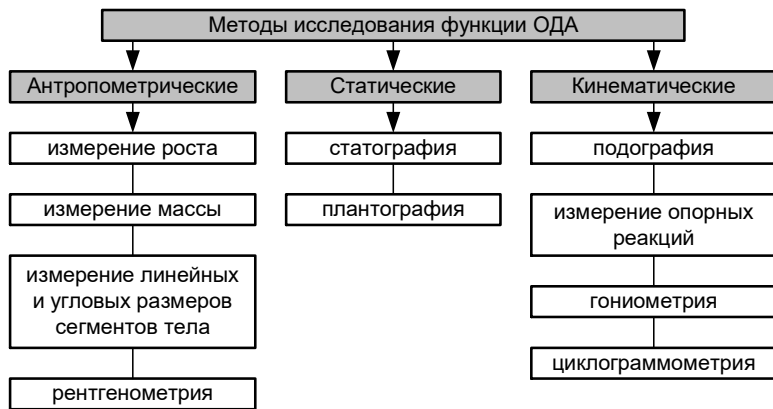 Методы исследования функции ОДА
Антропометрические
измерение роста
измерение массы
измерение линейных
и угловых размеров
сегментов тела
рентгенометрия
Статические
статография
плантография
Кинематические
подография
измерение опорных
реакций
гониометрия
циклограммометрия